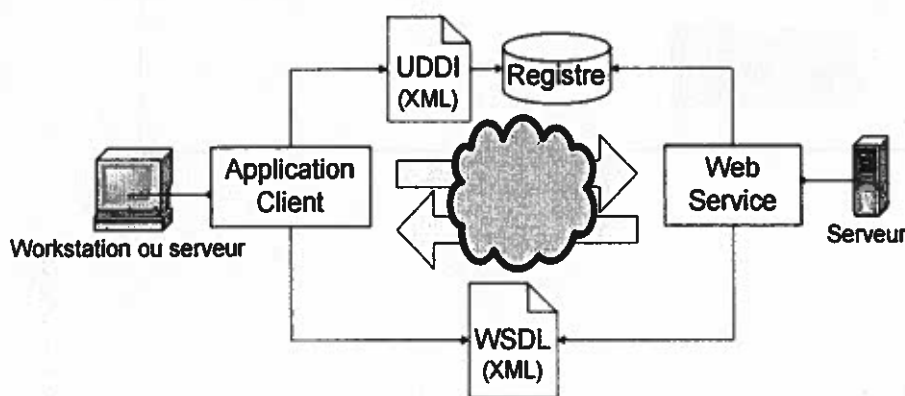 UDDI
(XML)
Registre
Application
Client
Web
Service
Workstation ou serveur
Serveur
WSDL
(XML)